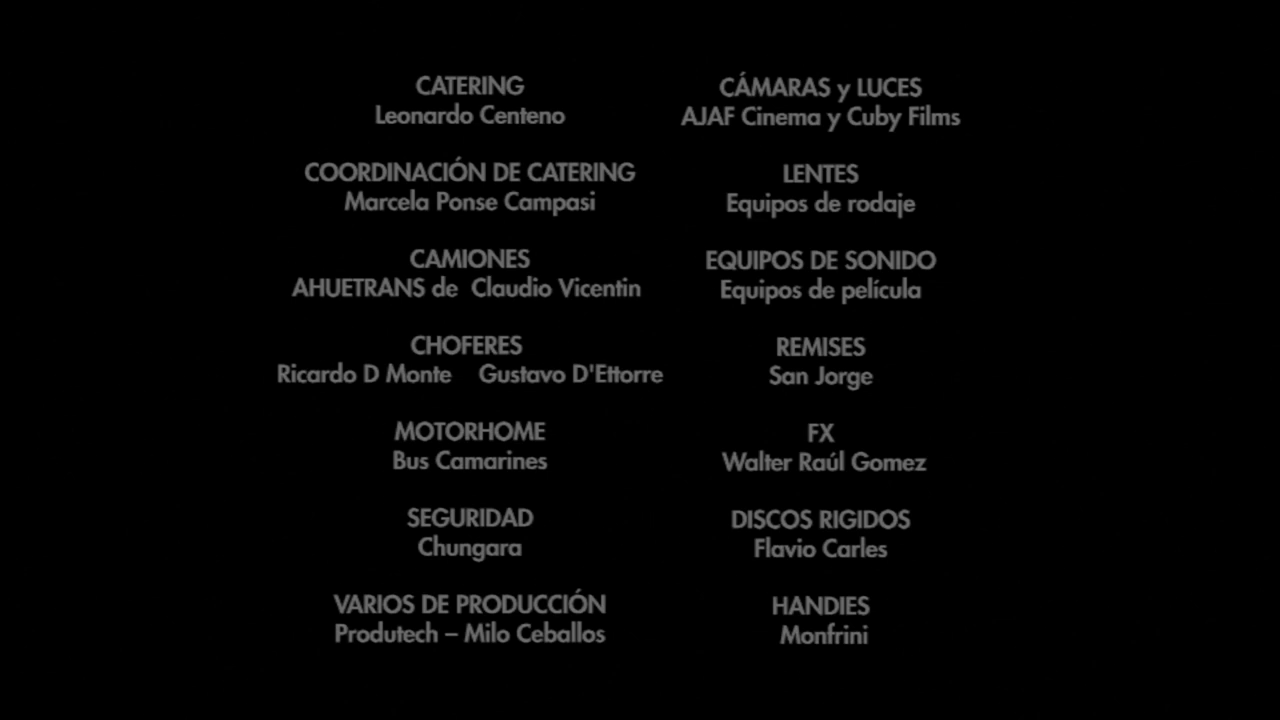 CATERING
Leonardo Centeno
COORDINACIÓN DE CATERING
Marcela Ponse Campasi
CAMIONES
AHUETRANS de  Claudio Vicentin
CHOFERES
Ricardo D Monte    Gustavo D'Ettorre
MOTORHOME
Bus Camarines
SEGURIDAD
Chungara
VARIOS DE PRODUCCIÓN
Produtech – Milo Ceballos
CÁMARAS y LUCES
AJAF Cinema y Cuby Films
LENTES
Equipos de rodaje
EQUIPOS DE SONIDO
Equipos de película
REMISES
San Jorge
FX
Walter Raúl Gomez
DISCOS RIGIDOS
Flavio Carles
HANDIES
Monfrini